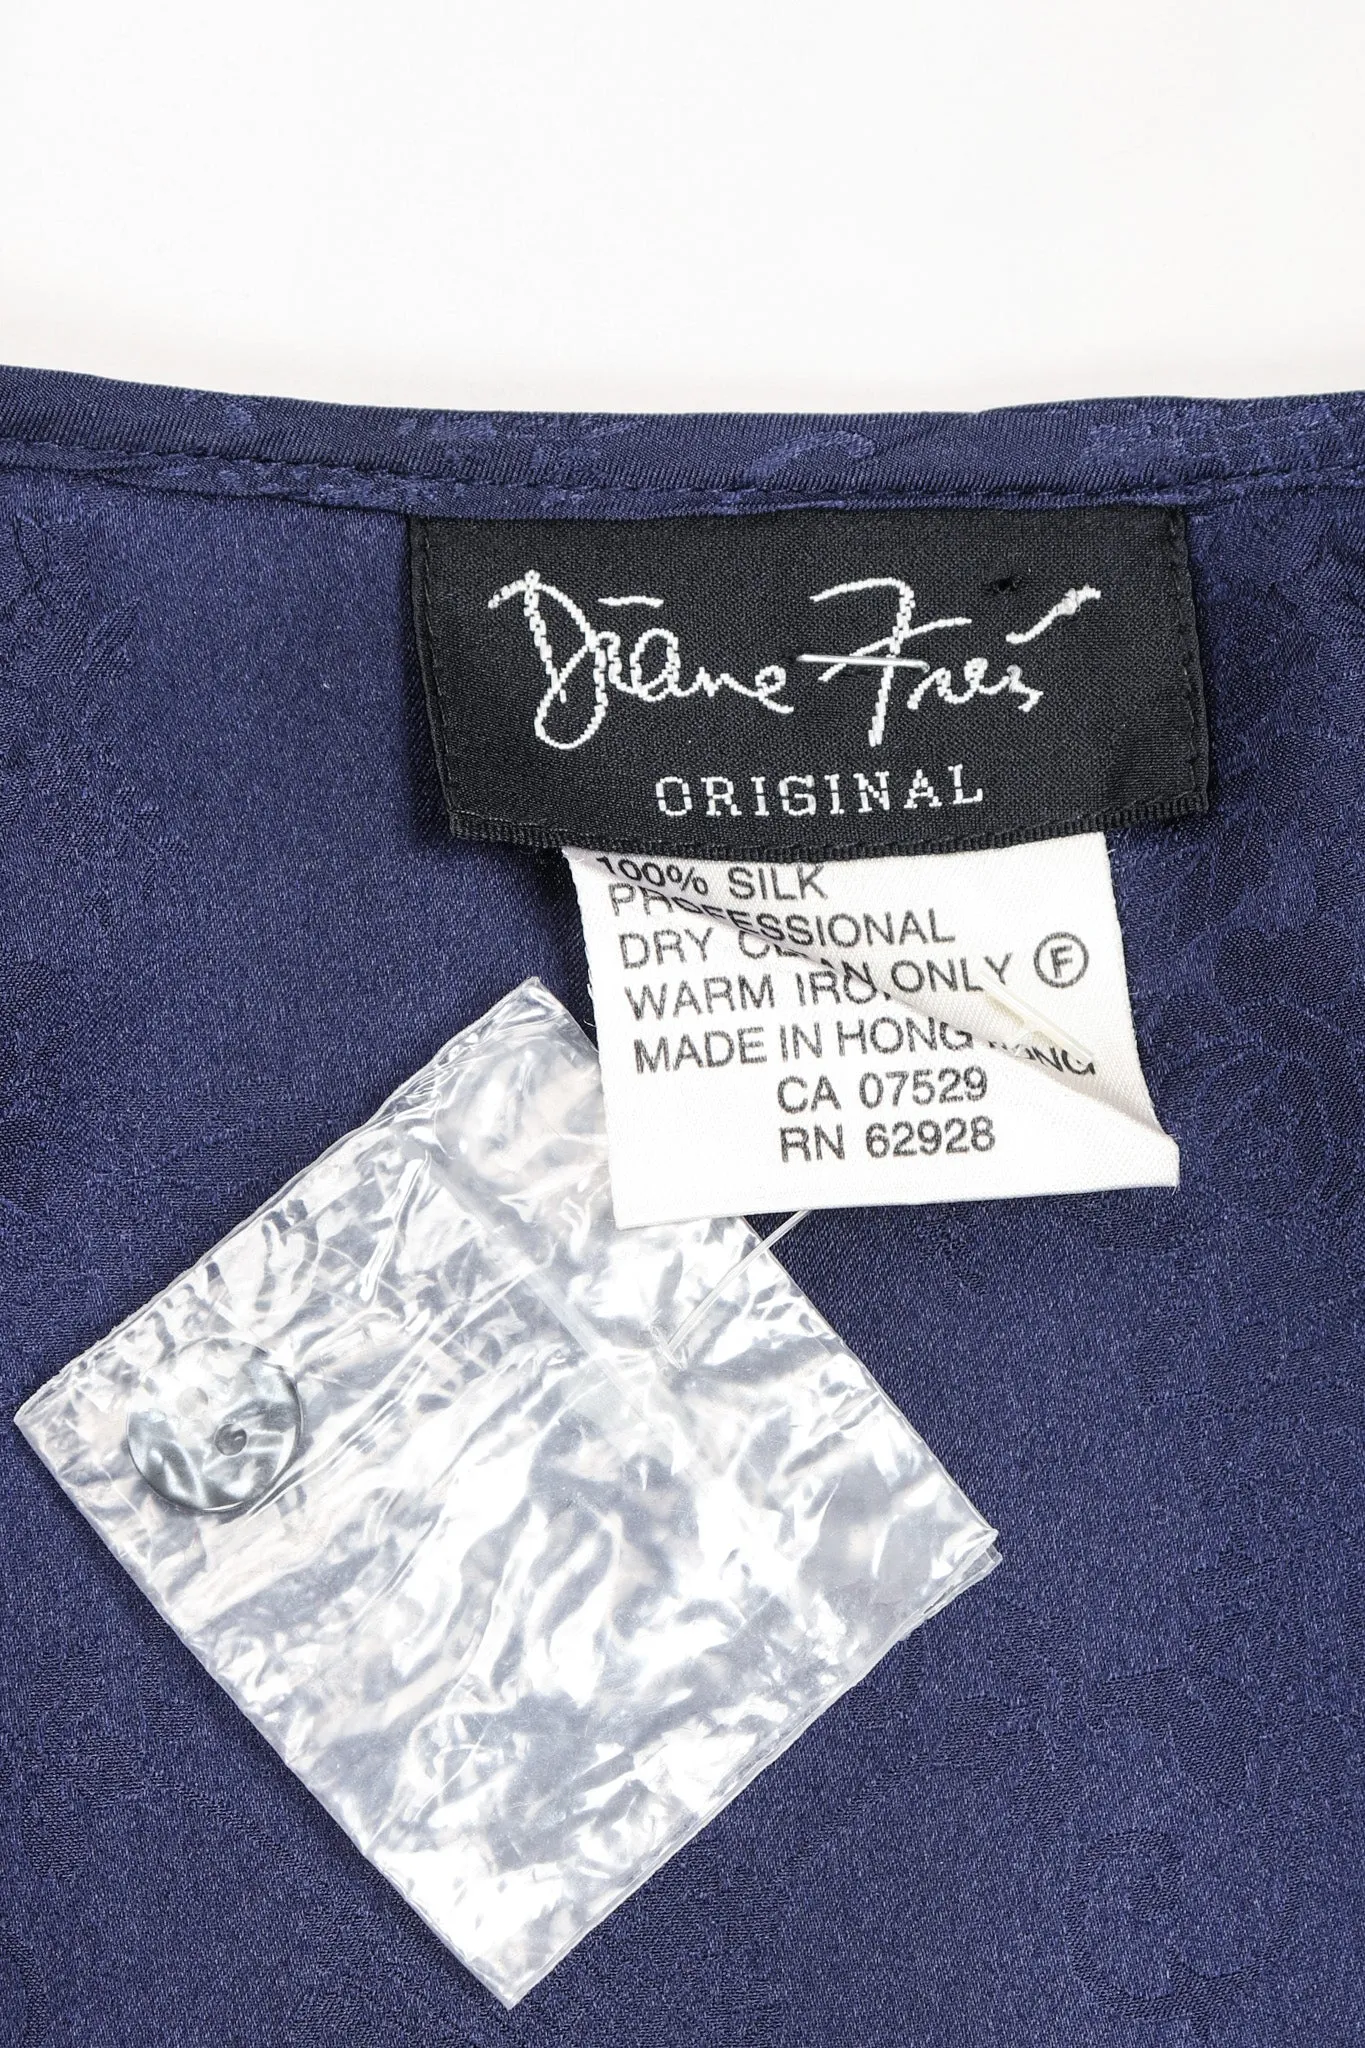 Diane Freis
ORIGINAL
100% SILK
PROFESSIONAL
DRY CLEAN ONLY Ⓕ
WARM IRON
MADE IN HONG KONG
CA 07529
RN 62928